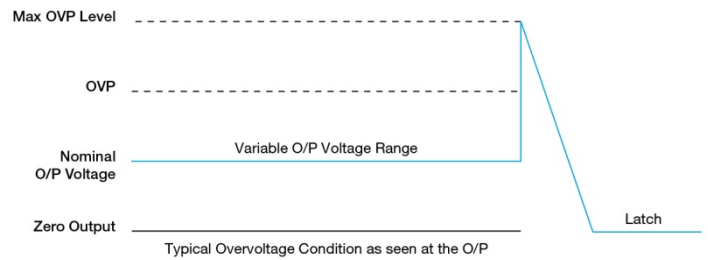 Max OVP Level
OVP
Variable O/P Voltage Range
Nominal
O/P Voltage
Zero Output
Latch
Typical Overvoltage Condition as seen at the O/P